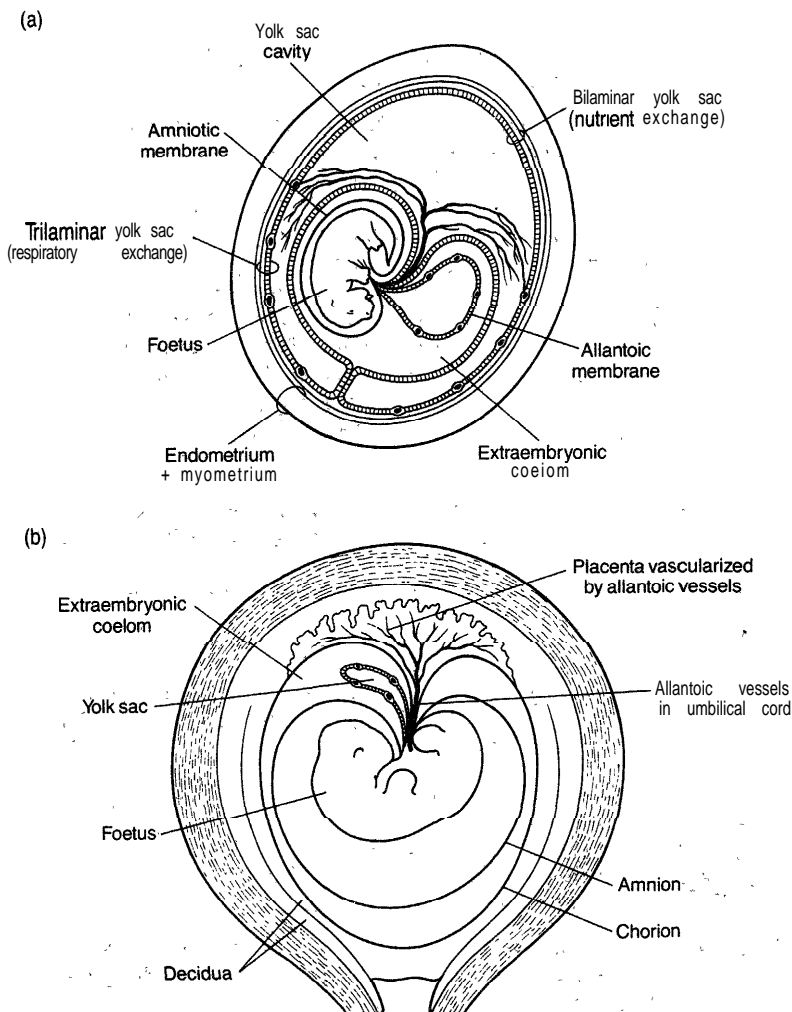 (a)
Yolk sac
cavity
Bilaminar yolk sac
(nutrient exchange)
Amniotic
membrane
Trilaminar yolk sac
(respiratory exchange)
Foetus
Allantoic
membrane
Endometrium
+ myometrium
Extraembryonic
coeiom
(b)
Placenta vascularized
by allantoic vessels
Extraembryonic
coelom
Yolk sac
Allantoic vessels
in umbilical cord
Foetus
Amnion
Chorion
Decidua